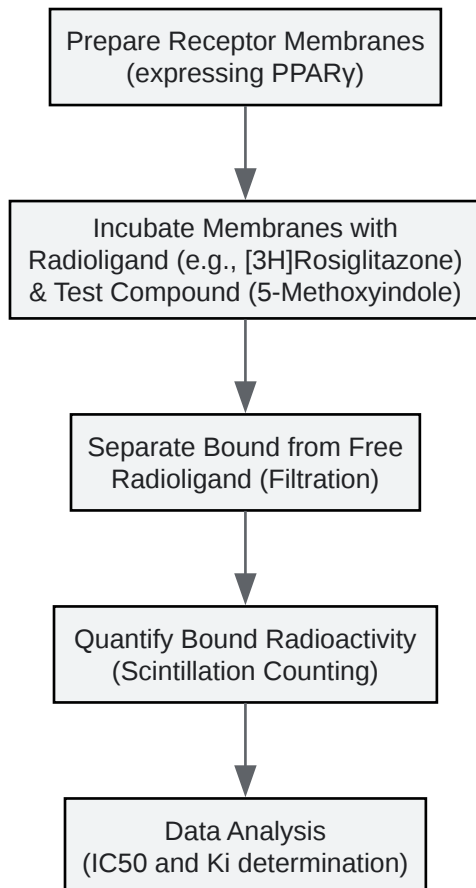 Prepare Receptor Membranes
(expressing PPARγ)
Incubate Membranes with
Radioligand (e.g., [3H]Rosiglitazone)
& Test Compound (5-Methoxyindole)
Separate Bound from Free
Radioligand (Filtration)
Quantify Bound Radioactivity
(Scintillation Counting)
Data Analysis
(IC50 and Ki determination)